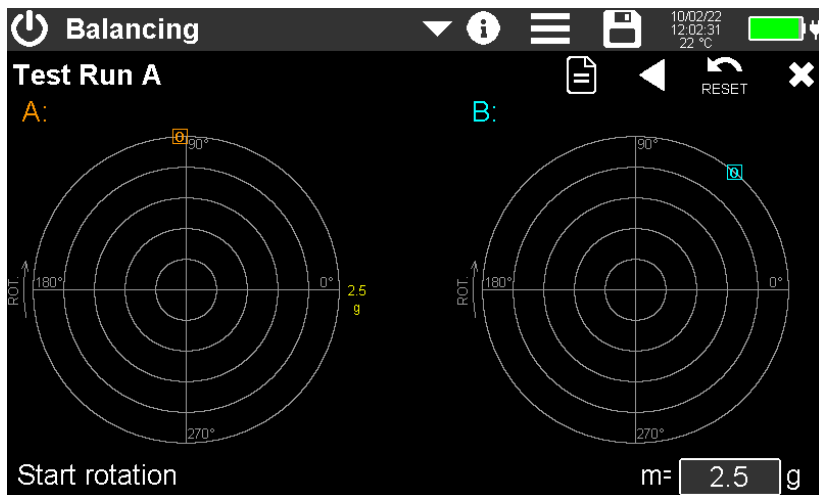 Balancing
10/02/22
12:02:31
22 °C
Test Run A
RESET
A:
B:
0
90°
0
90°
ROT.
180°
0°
2.5
g
ROT.
180°
0°
270°
270°
Start rotation
m= 2.5 g